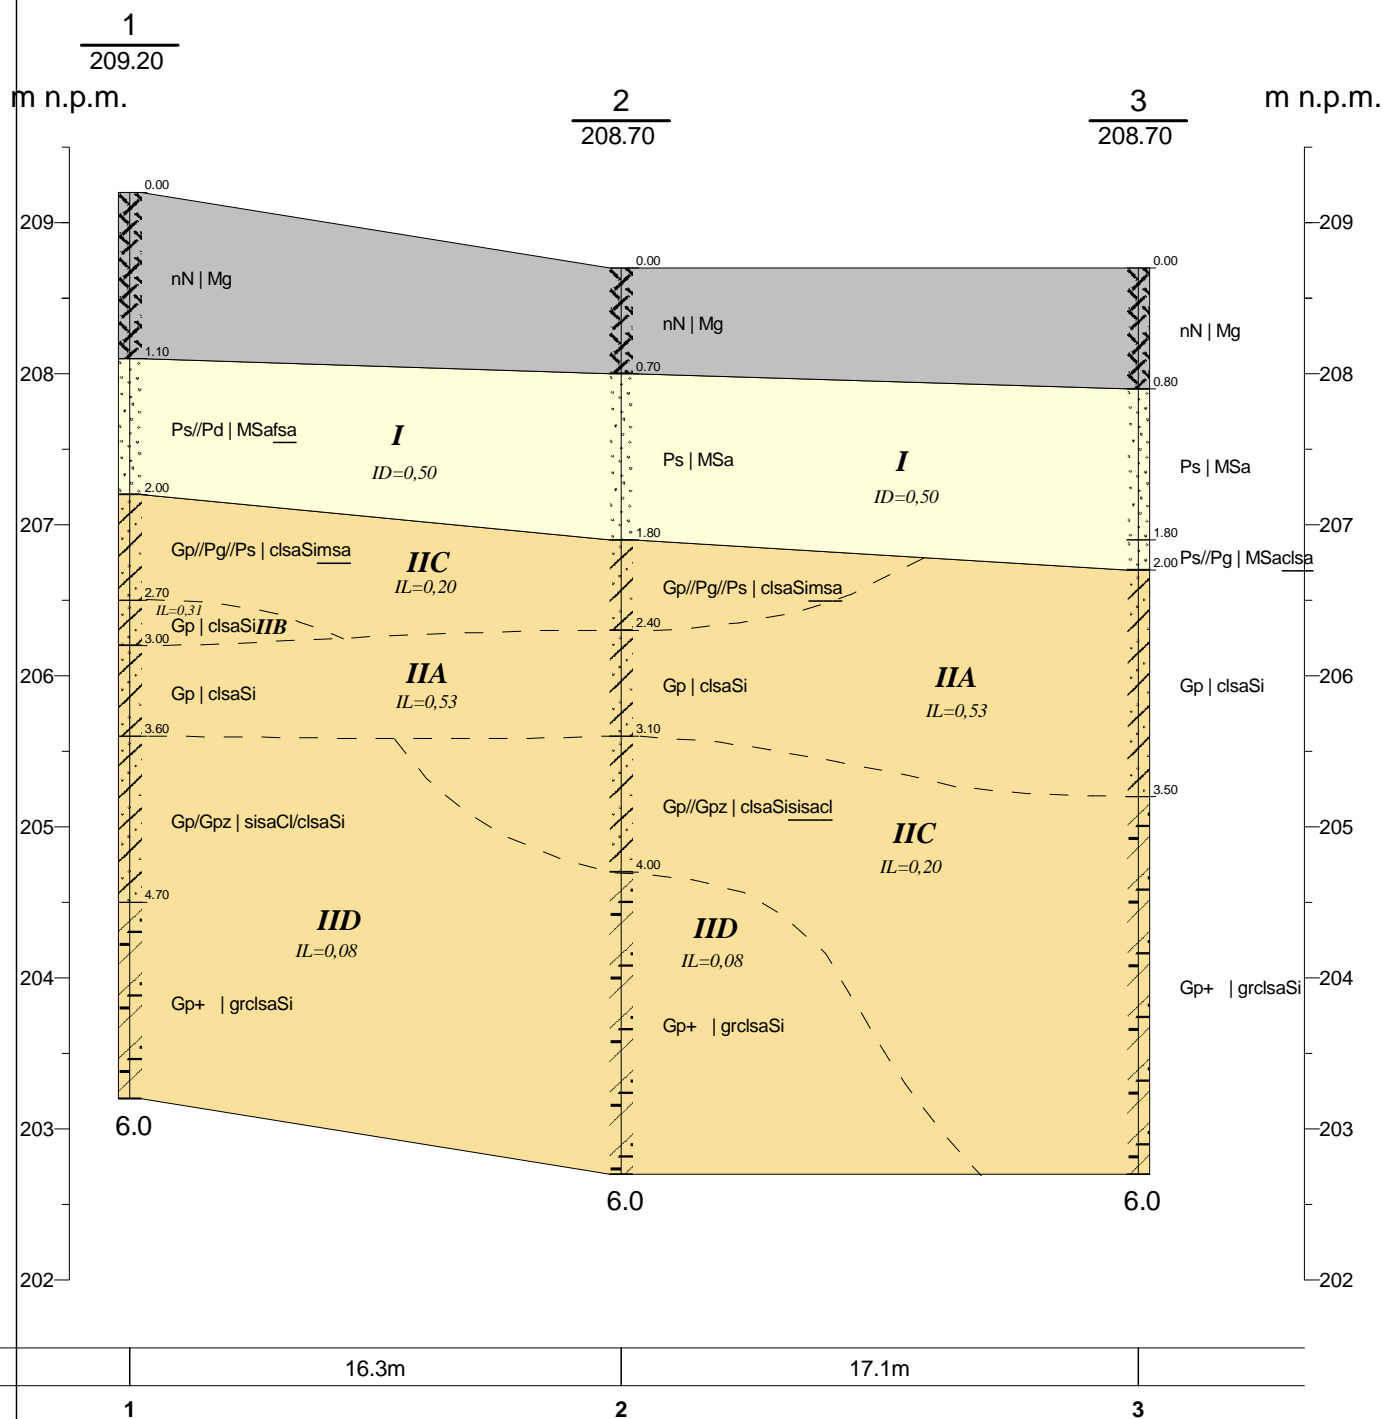 1
209.20
m n.p.m.
2
208.70
3
208.70
m n.p.m.
0.00
209
209
0.00
0.00
nN | Mg
nN | Mg
nN | Mg
1.10
0.70
0.80
208
208
Ps//Pd | MSafsa
I
ID=0,50
Ps | MSa
I
ID=0,50
Ps | MSa
2.00
207
207
1.80
1.80
Gp//Pg//Ps | clsaSimsa
IIC
IL=0,20
Gp//Pg//Ps | clsaSimsa
2.00
Ps//Pg | MSaclsa
2.70
IL=0,31
Gp | clsaSi
IIB
2.40
3.00
206
206
IIA
IL=0,53
Gp | clsaSi
Gp | clsaSi
IIA
IL=0,53
Gp | clsaSi
3.60
3.10
3.50
Gp/Gpz | sisaCl/clsaSi
Gp//Gpz | clsaSisisacl
205
205
IIC
IL=0,20
4.00
4.70
IID
IL=0,08
IID
IL=0,08
204
204
Gp+ | grclsaSi
Gp+ | grclsaSi
Gp+ | grclsaSi
203
203
6.0
6.0
6.0
202
202
16.3m
17.1m
1
2
3